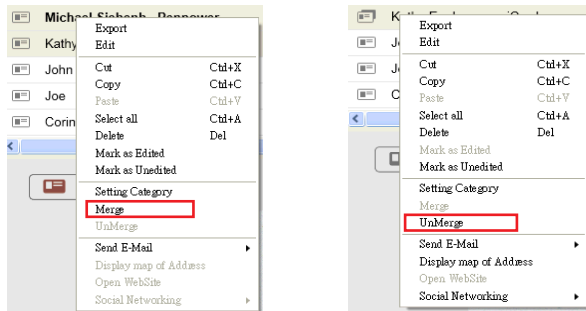 Export
Edit
Cut Ctrl+X
Copy Ctrl+C
Paste Ctrl+V
Select all Ctrl+A
Delete Del
Mark as Edited
Mark as Unedited
Setting Category
Merge
UnMerge
Send E-Mail
Display map of Address
Open WebSite
Social Networking
Kathy
John
Joe
Corin
Export
Edit
Cut Ctrl+X
Copy Ctrl+C
Paste Ctrl+V
Select all Ctrl+A
Delete Del
Mark as Edited
Mark as Unedited
Setting Category
Merge
UnMerge
Send E-Mail
Display map of Address
Open WebSite
Social Networking